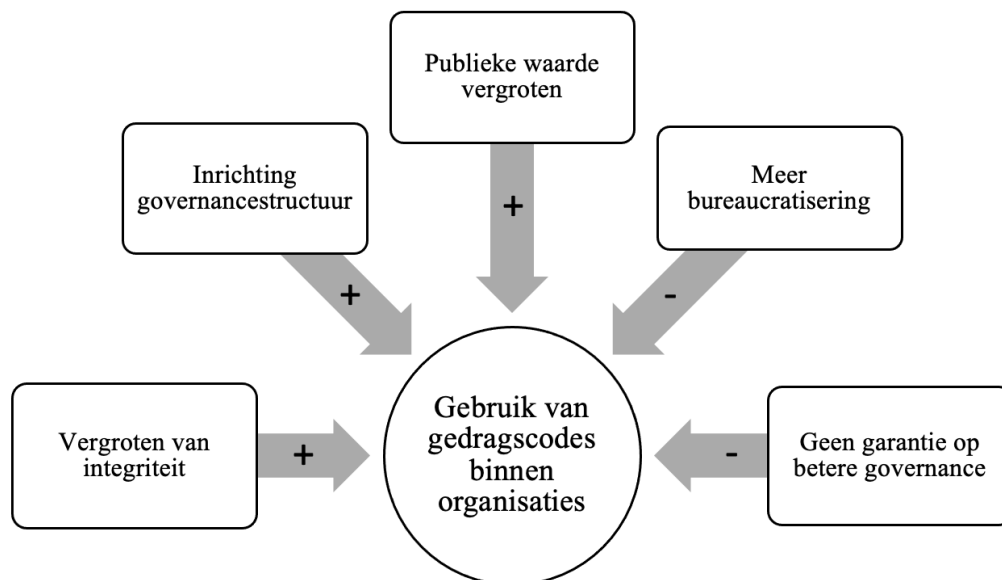 Publieke waarde
vergroten
Inrichting
governancestructuur
Meer
bureaucratisering
+
+
-
Vergroten van
integriteit
+
Gebruik van
gedragscodes
binnen
organisaties
-
Geen garantie op
betere governance